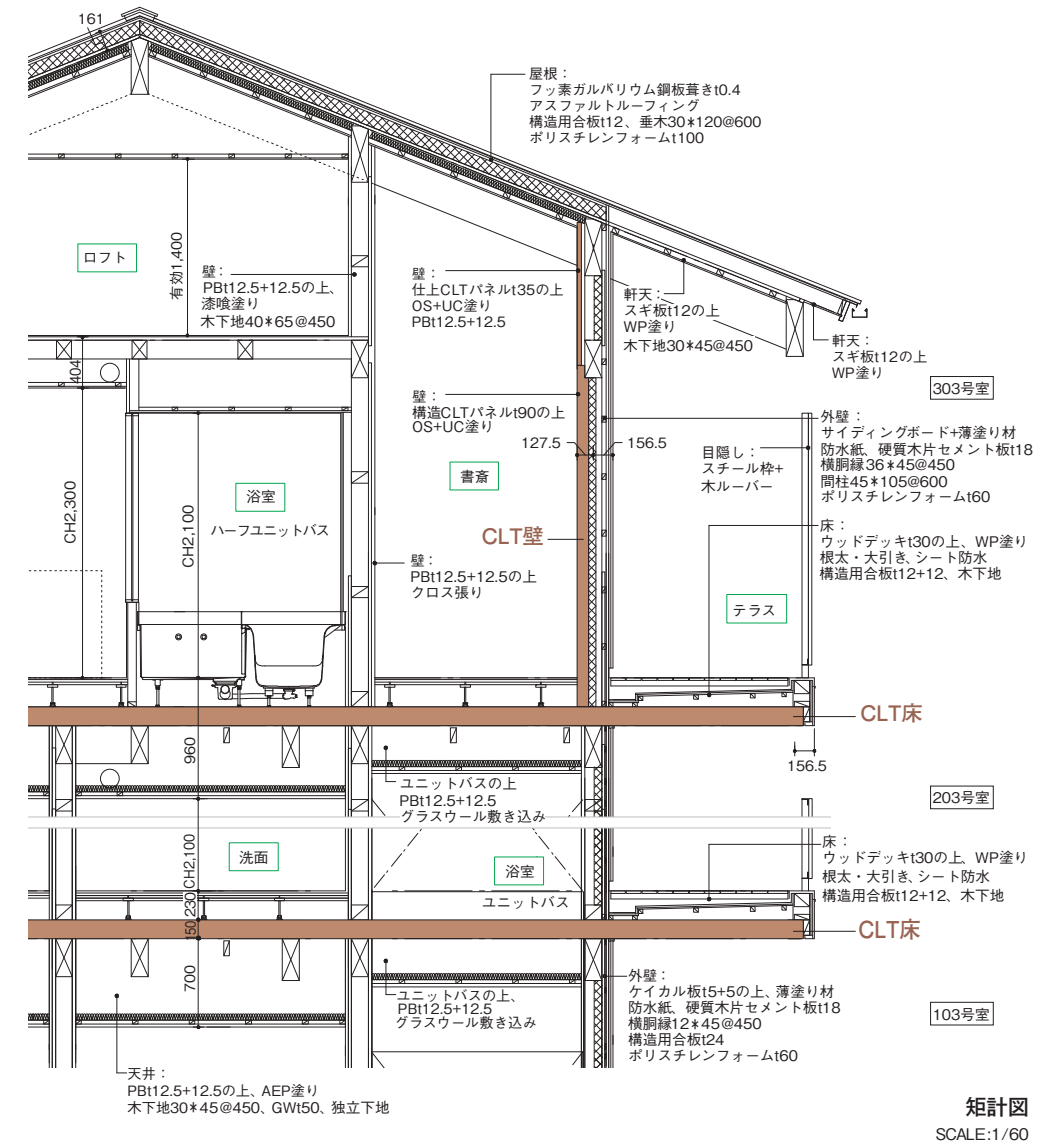 161
屋根：
フッ素ガルバリウム鋼板葺きt0.4
アスファルトルーフィング
構造用合板t12、垂木30*120@600
ポリスチレンフォームt100
ロフト
有効1,400
壁：
PBt12.5+12.5の上、
漆喰塗り
木下地40*65@450
壁：
仕上CLTパネルt35の上
OS+UC塗り
PBt12.5+12.5
軒天：
スギ板t12の上
WP塗り
木下地30*45@450
軒天：
スギ板t12の上
WP塗り
404
303号室
壁：
構造CLTパネルt90の上
OS+UC塗り
127.5
156.5
外壁：
サイディングボード+薄塗り材
防水紙、硬質木片セメント板t18
横胴縁36*45@450
間柱45*105@600
ポリスチレンフォームt60
目隠し：
スチール枠+
木ルーバー
書斎
浴室
ハーフユニットバス
CH2,300
CH2,100
CLT壁
床：
ウッドデッキt30の上、WP塗り
根太・大引き、シート防水
構造用合板t12+12、木下地
壁：
PBt12.5+12.5の上
クロス張り
テラス
CLT床
960
156.5
ユニットバスの上
PBt12.5+12.5
グラスウール敷き込み
203号室
洗面
CH2,100
浴室
ユニットバス
床：
ウッドデッキt30の上、WP塗り
根太・大引き、シート防水
構造用合板t12+12、木下地
230
150
CLT床
700
ユニットバスの上、
PBt12.5+12.5
グラスウール敷き込み
外壁：
ケイカル板t5+5の上、薄塗り材
防水紙、硬質木片セメント板t18
横胴縁12*45@450
構造用合板t24
ポリスチレンフォームt60
103号室
天井：
PBt12.5+12.5の上、AEP塗り
木下地30*45@450、GWt50、独立下地
矩計図
SCALE:1/60